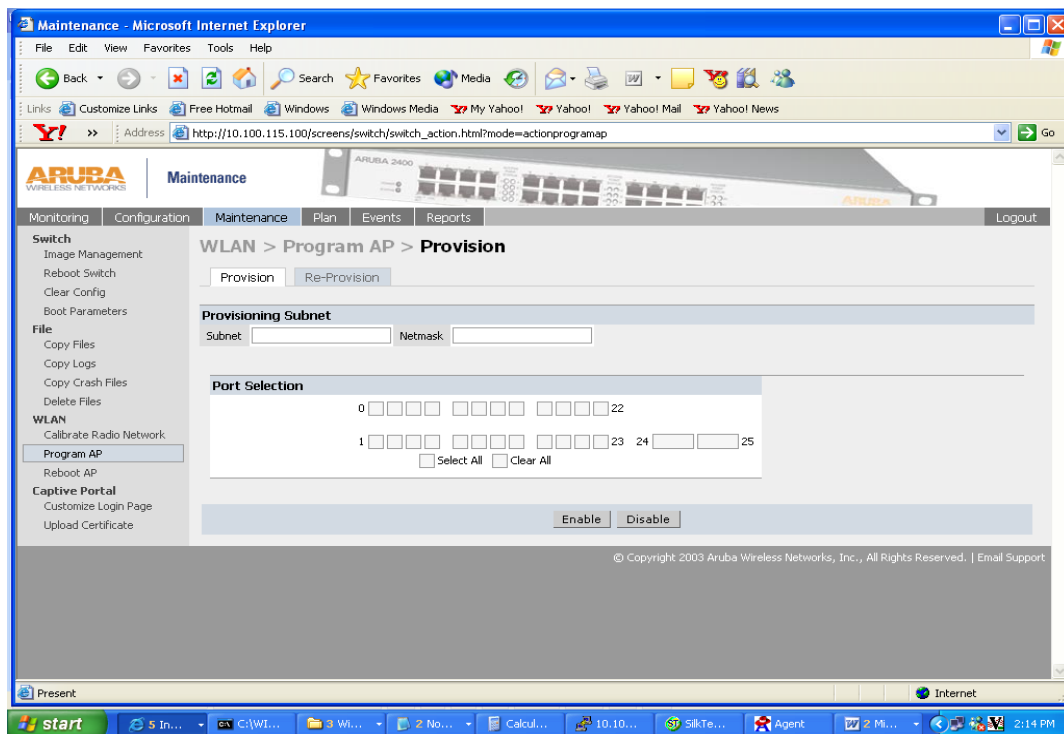 Maintenance - Microsoft Internet Explorer
File Edit View Favorites Tools Help
Back Search Favorites Media
Links Customize Links Free Hotmail Windows Windows Media My Yahoo! Yahoo! Yahoo! Mail Yahoo! News
Y! » Address http://10.100.115.100/screens/switch/switch_action.html?mode=actionprogramap Go
ARUBA
WIRELESS NETWORKS
Maintenance
ARUBA 2400
ARUBA
Monitoring Configuration Maintenance Plan Events Reports Logout
Switch
Image Management
Reboot Switch
Clear Config
Boot Parameters
File
Copy Files
Copy Logs
Copy Crash Files
Delete Files
WLAN
Calibrate Radio Network
Program AP
Reboot AP
Captive Portal
Customize Login Page
Upload Certificate
WLAN > Program AP > Provision
Provision Re-Provision
Provisioning Subnet
Subnet Netmask
Port Selection
0 22
1 23 24 25
Select All Clear All
Enable Disable
© Copyright 2003 Aruba Wireless Networks, Inc., All Rights Reserved. | Email Support
Present Internet
start 5 In... C:\WI... 3 Wi... 2 No... Calcul... 10.10... SilkTe... Agent 2 Mi... 2:14 PM